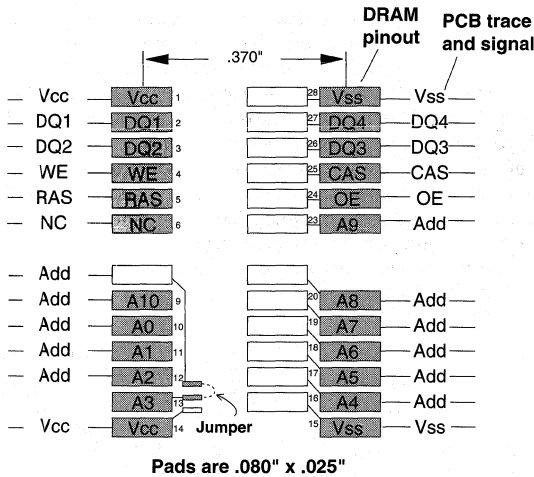 DRAM pinout
PCB trace and signal
.370"
Vcc Vcc 1 28 Vss Vss
DQ1 DQ1 2 27 DQ4 DQ4
DQ2 DQ2 3 26 DQ3 DQ3
WE WE 4 25 CAS CAS
RAS RAS 5 24 OE OE
NC NC 6 23 A9 Add
Add
Add A10 9 20 A8 Add
Add A0 10 19 A7 Add
Add A1 11 18 A6 Add
Add A2 12 17 A5 Add
A3 13 16 A4 Add
Vcc Vcc 14 Jumper 15 Vss Vss
Pads are .080" x .025"